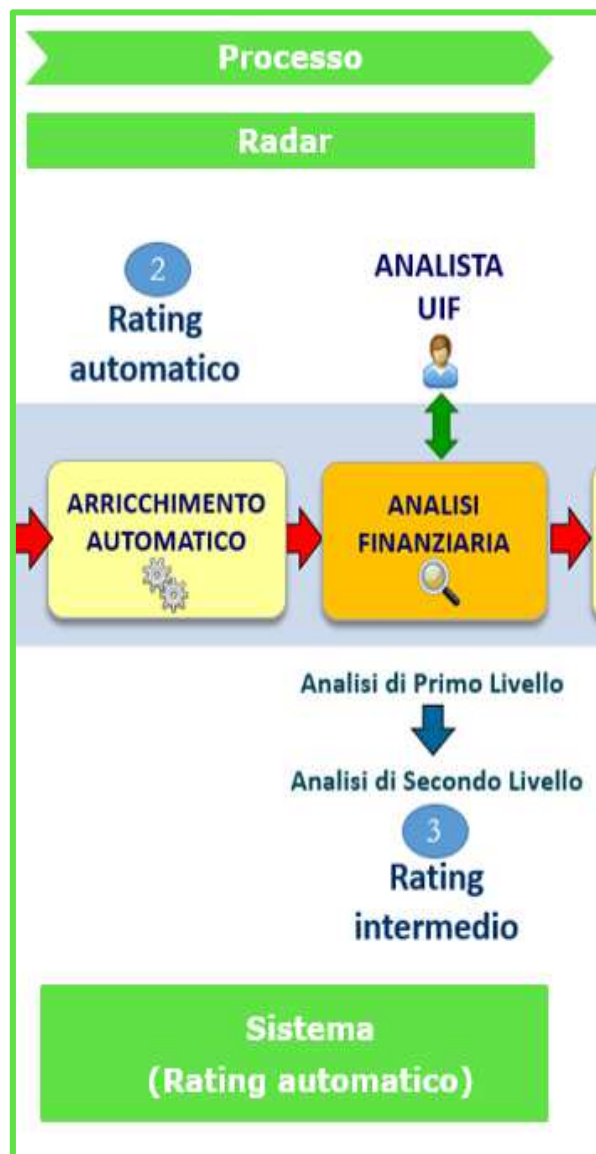 Processo
Radar
2
Rating
automatico
ANALISTA
UIF
ARRICCHIMENTO
AUTOMATICO
ANALISI
FINANZIARIA
Analisi di Primo Livello
Analisi di Secondo Livello
3
Rating
intermedio
Sistema
(Rating automatico)